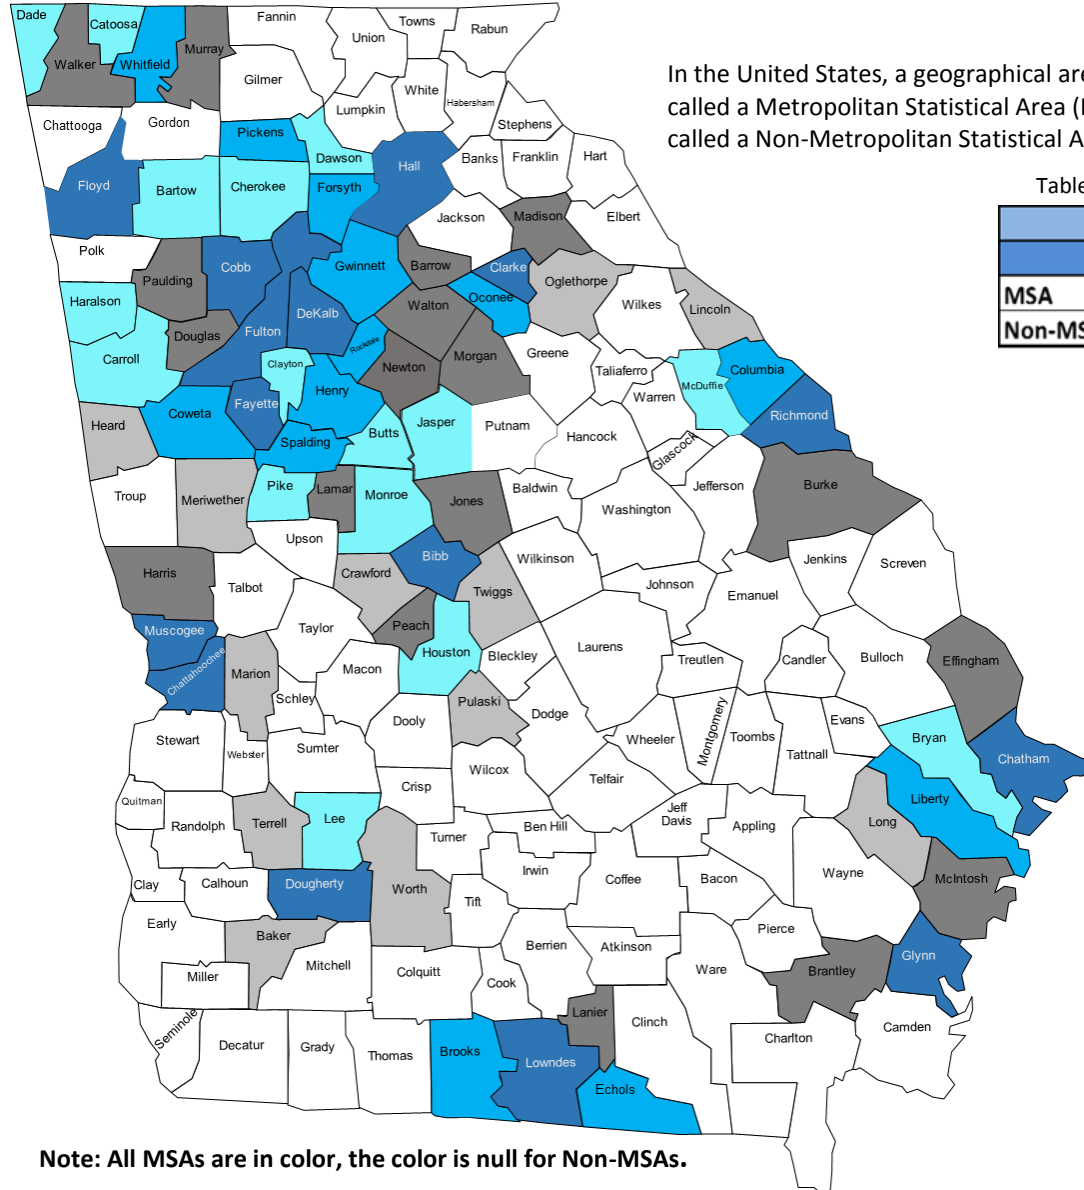 Dade
Catoosa
Fannin
Towns
Rabun
Union
Walker
Whitfield
Murray
Gilmer
White
Habersham
Lumpkin
Stephens
Chattooga
Gordon
Pickens
Dawson
Hall
Banks
Franklin
Hart
Floyd
Bartow
Cherokee
Forsyth
Jackson
Madison
Elbert
Polk
Cobb
Gwinnett
Barrow
Clarke
Oglethorpe
Paulding
Haralson
Oconee
Walton
Wilkes
Lincoln
DeKalb
Fulton
Douglas
Rockdale
Carroll
Clayton
Newton
Morgan
Greene
Taliaferro
Columbia
McDuffie
Henry
Fayette
Coweta
Warren
Richmond
Heard
Spalding
Butts
Jasper
Putnam
Hancock
Glascock
Troup
Meriwether
Pike
Lamar
Monroe
Jones
Baldwin
Jefferson
Burke
Washington
Upson
Bibb
Wilkinson
Jenkins
Screven
Harris
Talbot
Crawford
Twiggs
Johnson
Emanuel
Muscogee
Taylor
Peach
Houston
Bleckley
Laurens
Treutlen
Candler
Bulloch
Effingham
Chattahoochee
Marion
Macon
Schley
Pulaski
Dooly
Dodge
Montgomery
Stewart
Webster
Sumter
Wheeler
Toombs
Evans
Tattnall
Bryan
Chatham
Quitman
Wilcox
Crisp
Telfair
Liberty
Randolph
Terrell
Lee
Turner
Ben Hill
Jeff
Davis
Appling
Long
Clay
Calhoun
Dougherty
Worth
Irwin
Coffee
Bacon
Wayne
McIntosh
Early
Tift
Baker
Pierce
Miller
Mitchell
Colquitt
Berrien
Atkinson
Cook
Ware
Brantley
Glynn
Seminole
Decatur
Grady
Thomas
Brooks
Lowndes
Lanier
Clinch
Echols
Charlton
Camden
In the United States, a geographical are
called a Metropolitan Statistical Area (
called a Non-Metropolitan Statistical A
Table
MSA
Non-MS
Note: All MSAs are in color, the color is null for Non-MSAs.